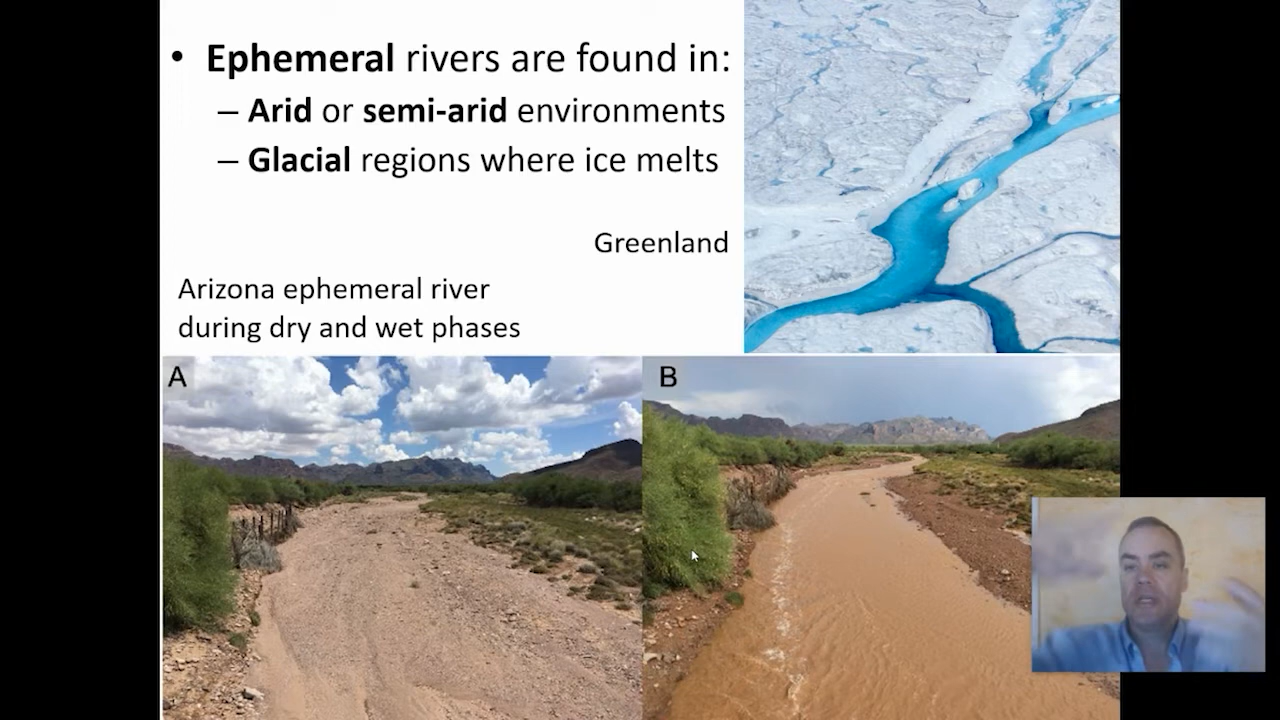 • Ephemeral rivers are found in:
– Arid or semi-arid environments
– Glacial regions where ice melts
Greenland
Arizona ephemeral river
during dry and wet phases
A
B